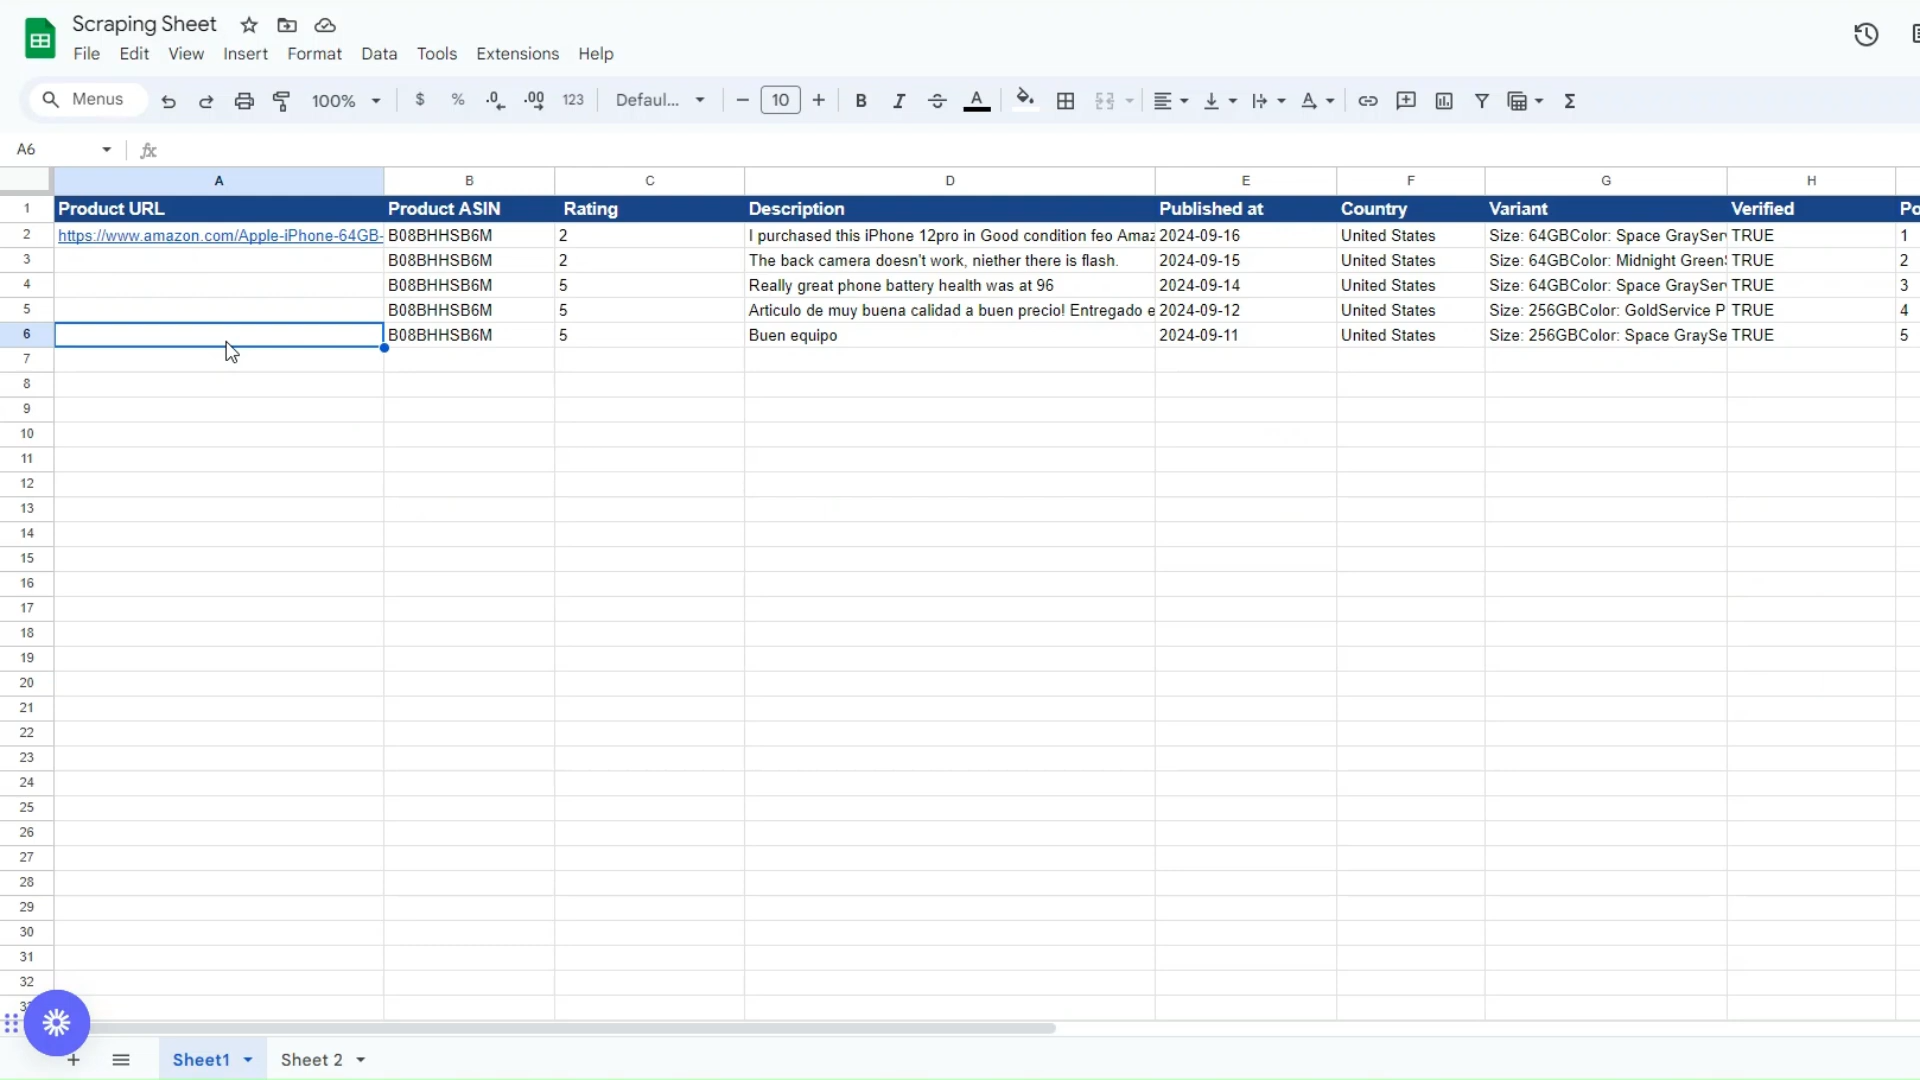 Scraping Sheet
File Edit View Insert Format Data Tools Extensions Help
Menus 100% $ % .0 .00 123 Defaul... 10 B I A
A6 fx
A B C D E F G H
1 Product URL Product ASIN Rating Description Published at Country Variant Verified Po
2 https://www.amazon.com/Apple-iPhone-64GB- B08BHHSB6M 2 I purchased this iPhone 12pro in Good condition feo Amaz 2024-09-16 United States Size: 64GBColor: Space GraySer TRUE 1
3 B08BHHSB6M 2 The back camera doesn't work, niether there is flash. 2024-09-15 United States Size: 64GBColor: Midnight Green TRUE 2
4 B08BHHSB6M 5 Really great phone battery health was at 96 2024-09-14 United States Size: 64GBColor: Space GraySer TRUE 3
5 B08BHHSB6M 5 Articulo de muy buena calidad a buen precio! Entregado e 2024-09-12 United States Size: 256GBColor: GoldService P TRUE 4
6 B08BHHSB6M 5 Buen equipo 2024-09-11 United States Size: 256GBColor: Space GraySe TRUE 5
7
8
9
10
11
12
13
14
15
16
17
18
19
20
21
22
23
24
25
26
27
28
29
30
31
32
Sheet1 Sheet 2